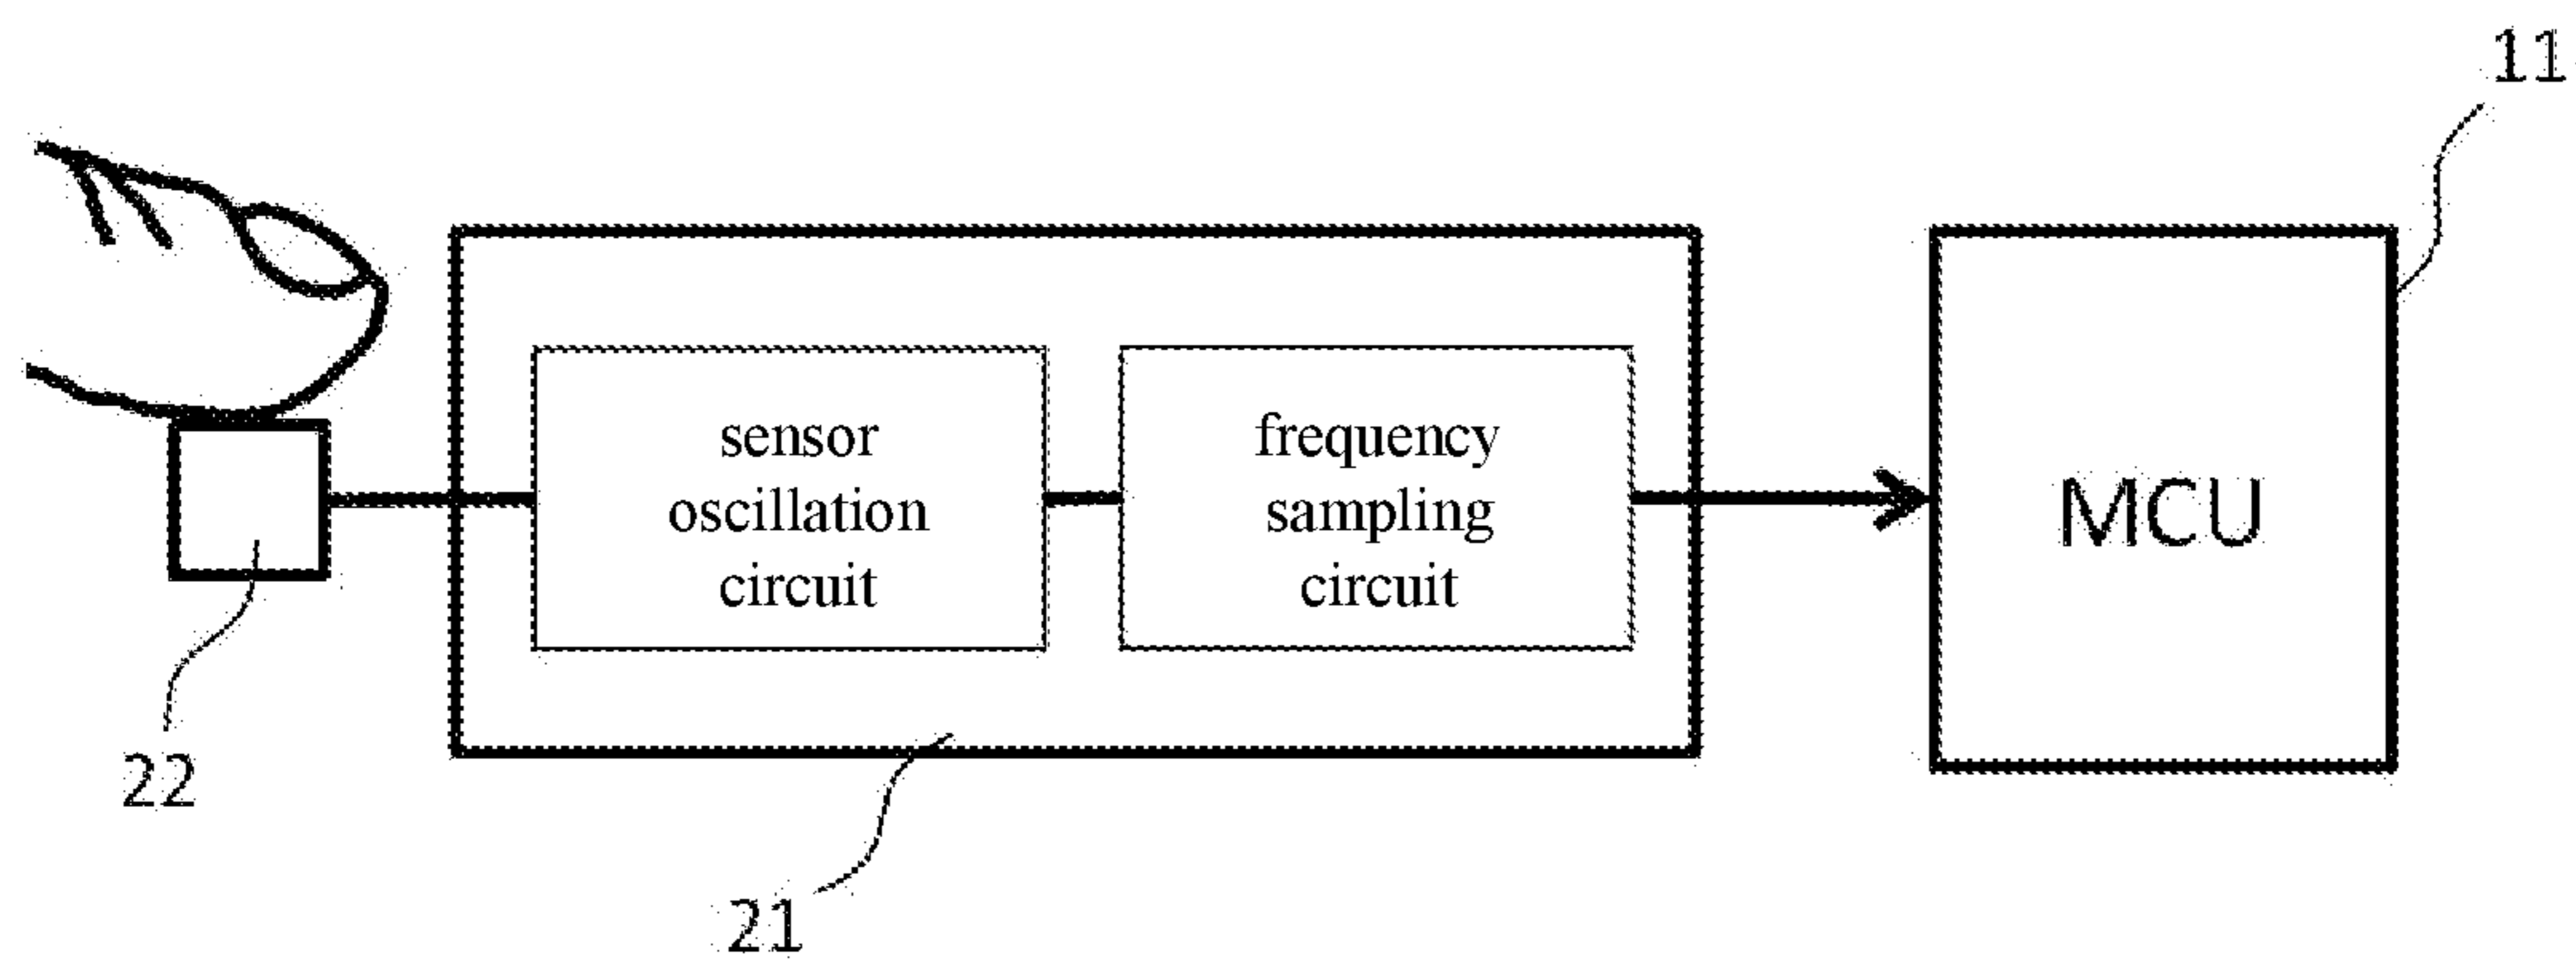 11
sensor
oscillation
circuit
frequency
sampling
circuit
MCU
22
21